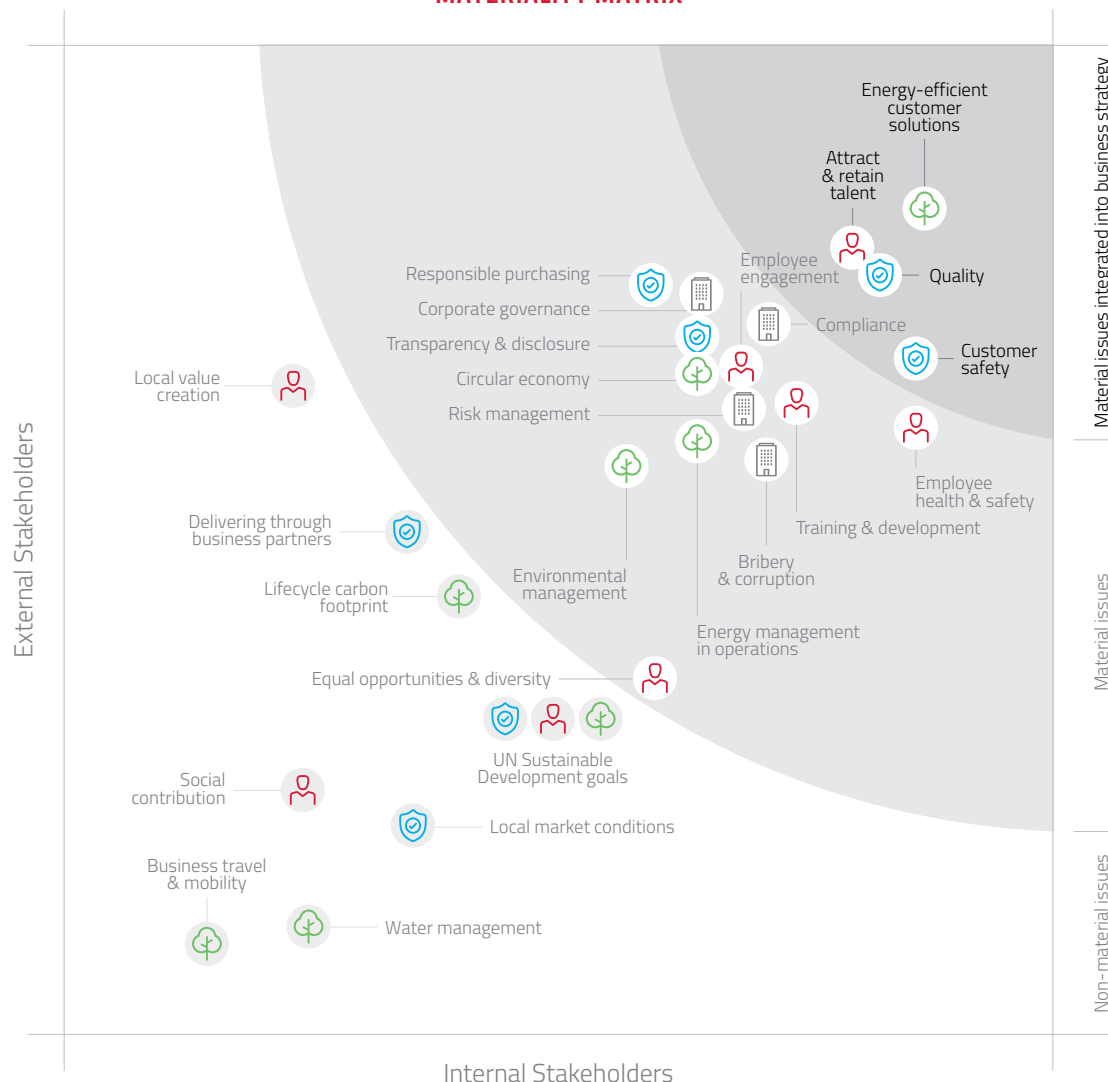 MATERIALITY MATRIX
Energy-efficient
customer
solutions
Attract
& retain
talent
Employee
engagement
Quality
Responsible purchasing
Corporate governance
Compliance
Transparency & disclosure
Customer
safety
Circular economy
Local value
creation
Risk management
Employee
health & safety
Training & development
Delivering through
business partners
Bribery
& corruption
Environmental
management
Lifecycle carbon
footprint
Energy management
in operations
Equal opportunities & diversity
UN Sustainable
Development goals
Social
contribution
Local market conditions
Business travel
& mobility
Water management
External Stakeholders
Internal Stakeholders
Material issues integrated into business strategy
Material issues
Non-material issues